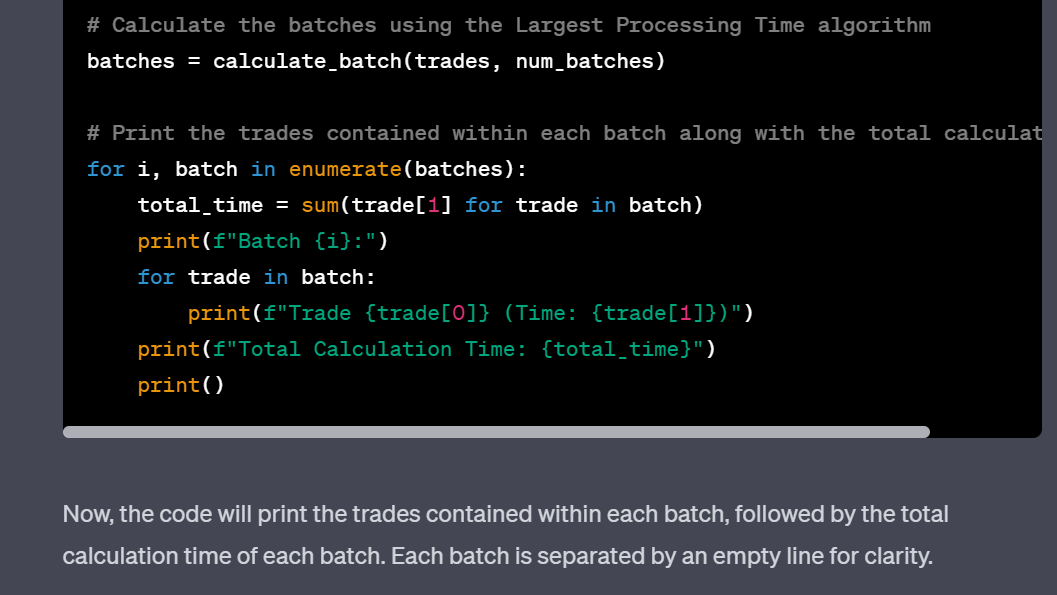 # Calculate the batches using the Largest Processing Time algorithm
batches = calculate_batch(trades, num_batches)
# Print the trades contained within each batch along with the total calculat
for i, batch in enumerate(batches):
    total_time = sum(trade[1] for trade in batch)
    print(f"Batch {i}:")
    for trade in batch:
        print(f"Trade {trade[0]} (Time: {trade[1]})")
    print(f"Total Calculation Time: {total_time}")
    print()
Now, the code will print the trades contained within each batch, followed by the total
calculation time of each batch. Each batch is separated by an empty line for clarity.